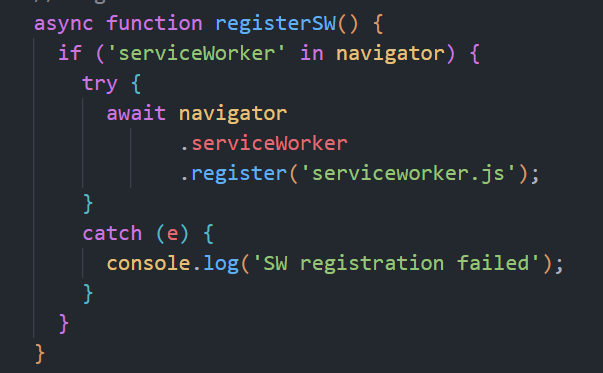 async function registerSW() {
  if ('serviceWorker' in navigator) {
    try {
      await navigator
            .serviceWorker
            .register('serviceworker.js');
    }
    catch (e) {
      console.log('SW registration failed');
    }
  }
}